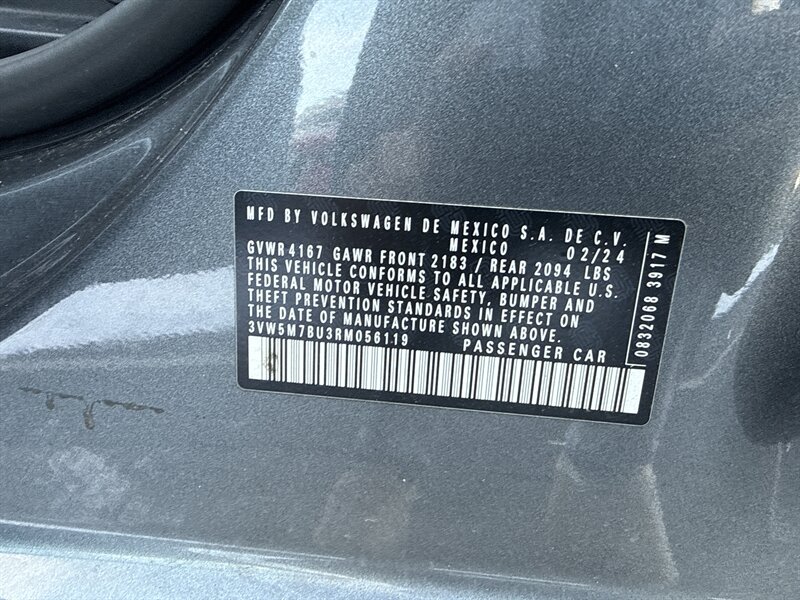 MFD BY VOLKSWAGEN DE MEXICO S.A. DE C.V.
MEXICO 02/24
GVWR 4167 GAWR FRONT 2183 / REAR 2094 LBS
THIS VEHICLE CONFORMS TO ALL APPLICABLE U.S.
FEDERAL MOTOR VEHICLE SAFETY, BUMPER AND
THEFT PREVENTION STANDARDS IN EFFECT ON
THE DATE OF MANUFACTURE SHOWN ABOVE.
3VW5M7BU3RM056119 PASSENGER CAR
0832068 3917 M